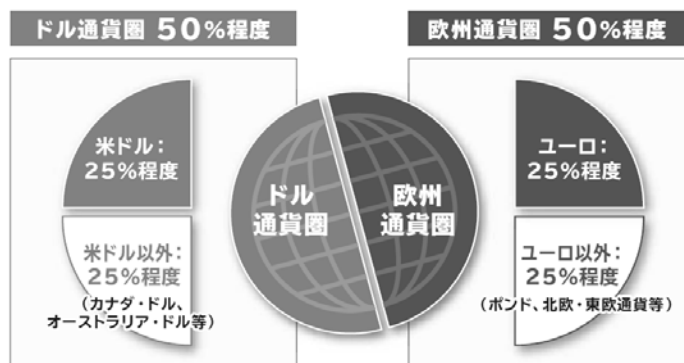 ドル通貨圏 50%程度
欧州通貨圏 50%程度
米ドル：
25%程度
米ドル以外：
25%程度
（カナダ・ドル、
オーストラリア・ドル等）
ドル
通貨圏
欧州
通貨圏
ユーロ：
25%程度
ユーロ以外：
25%程度
（ポンド、北欧・東欧通貨等）